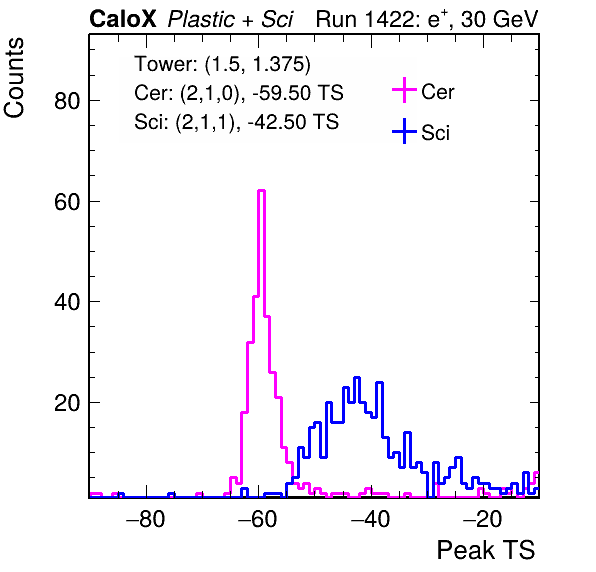 CaloX Plastic + Sci Run 1422: e+, 30 GeV
Counts
Tower: (1.5, 1.375)
Cer: (2,1,0), -59.50 TS
Sci: (2,1,1), -42.50 TS
Cer
Sci
80
60
40
20
−80 −60 −40 −20
Peak TS